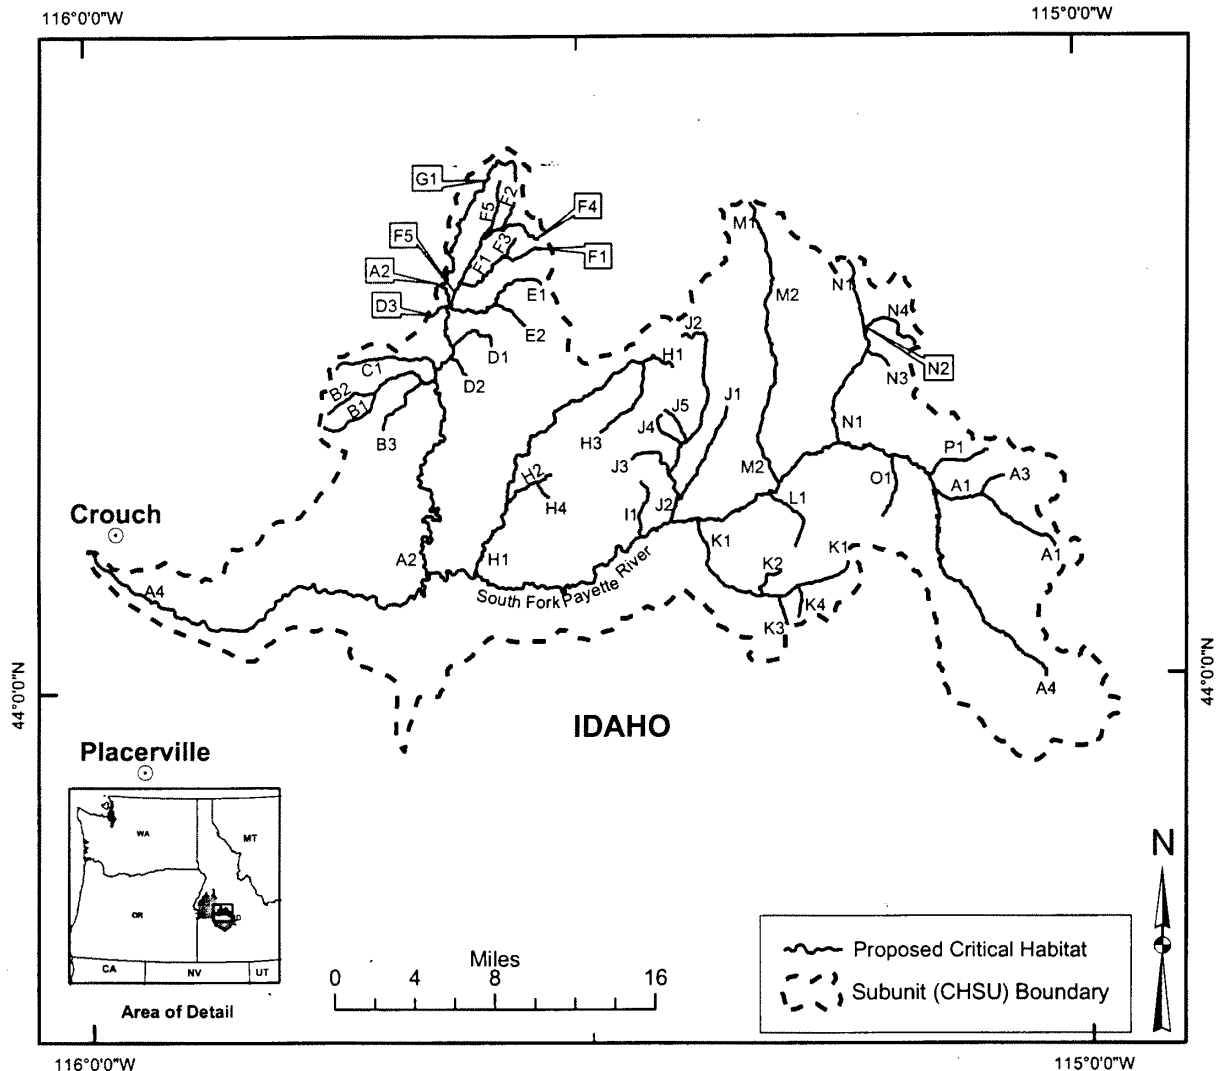 116°0'0"W
115°0'0"W
G1
F2
F5
F4
F5
F3
F1
F1
A2
E1
D3
E2
D1
C1
D2
B2
B1
B3
M1
M2
N1
N4
N2
N3
J2
H1
J1
J5
J4
H3
J3
N1
P1
A3
A1
O1
M2
L1
H2
H4
J2
I1
K1
K1
A1
Crouch
A2
H1
K2
A4
South Fork Payette River
K4
K3
A4
44°0'0"N
44°0'0"N
IDAHO
Placerville
WA
MT
OR
ID
CA
NV
UT
Area of Detail
Miles
0 4 8 16
N
Proposed Critical Habitat
Subunit (CHSU) Boundary
116°0'0"W
115°0'0"W